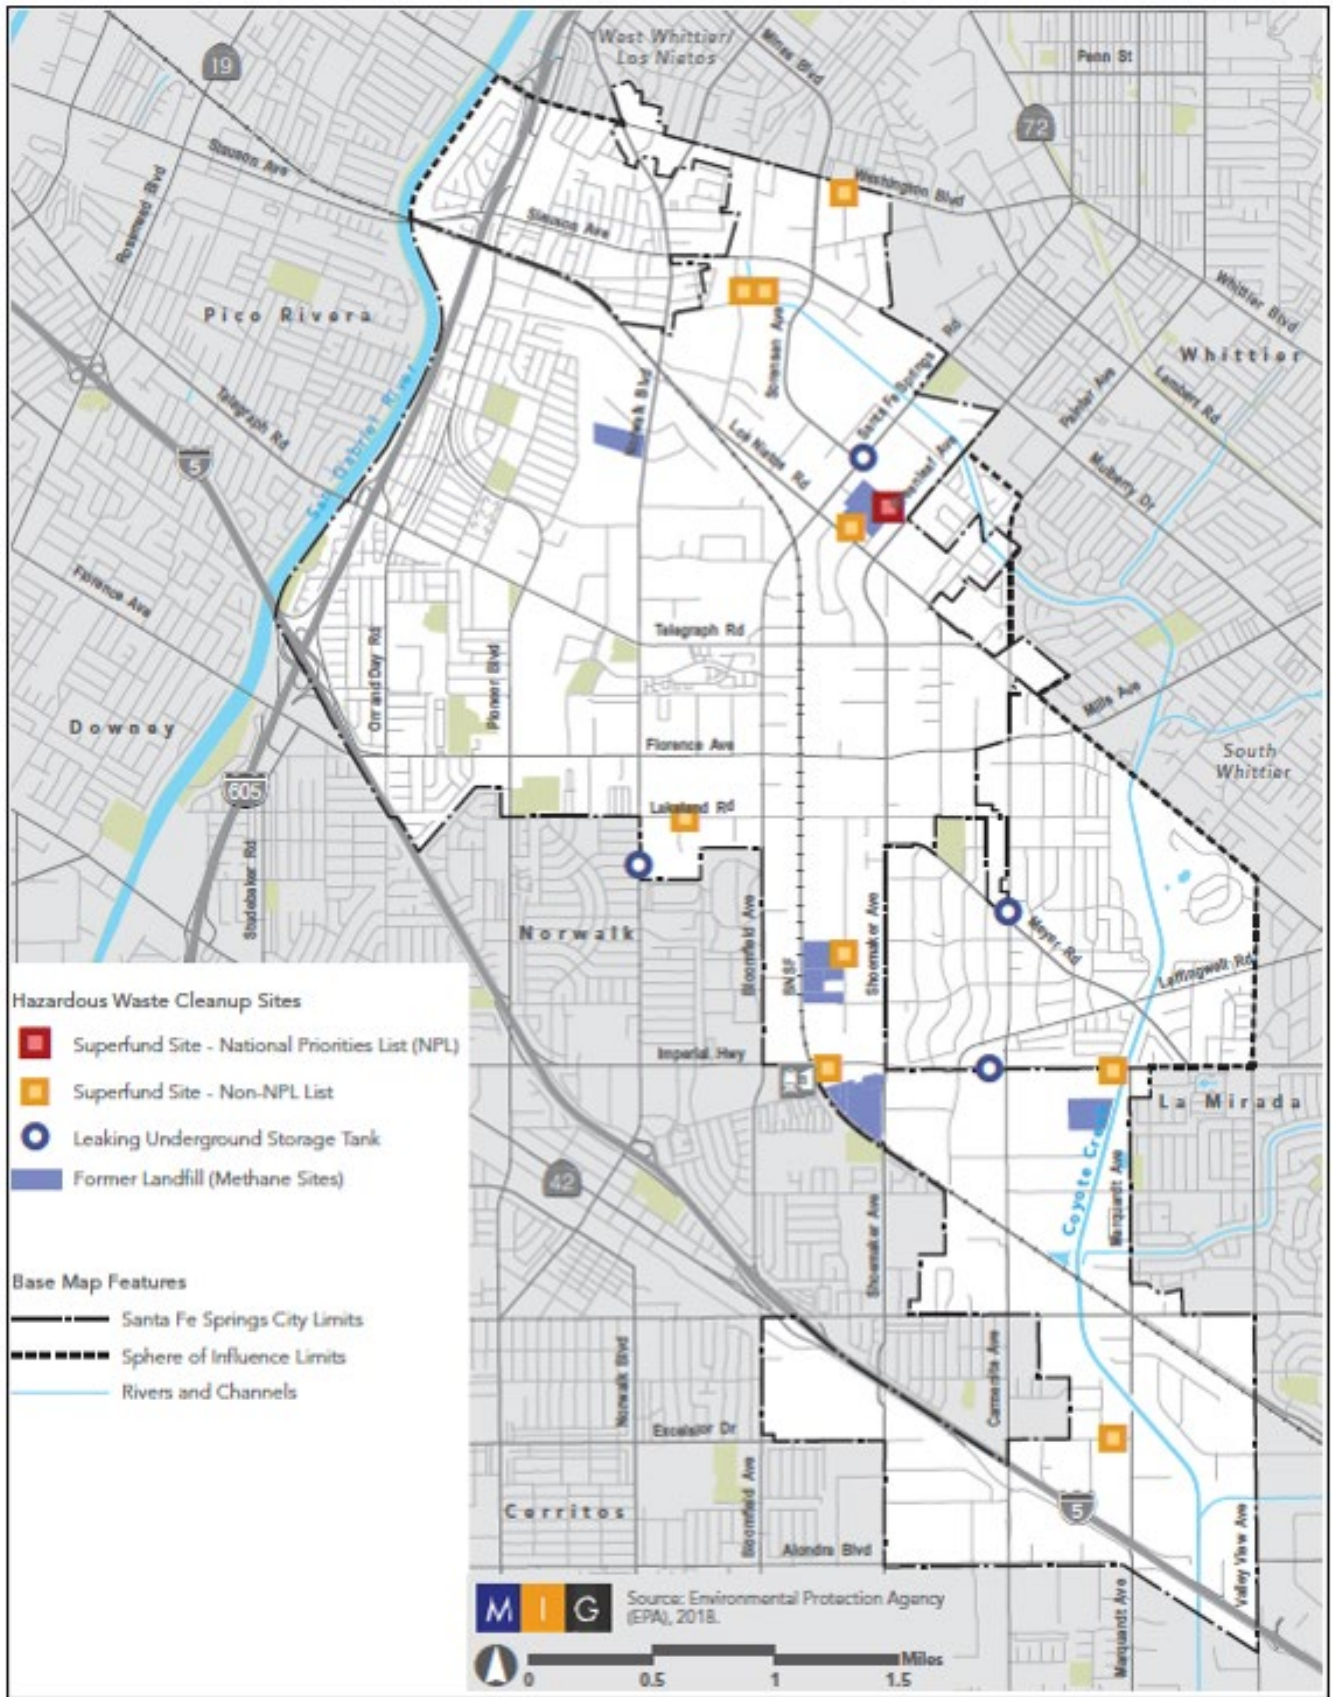 West Whittier/
Los Nietos
Mines Blvd
Penn St
19
72
Slauson Ave
Rosemead Blvd
Washington Blvd
Slauson Ave
Whittier Blvd
Pico Rivera
Sorensen Ave
Santa Fe Springs Rd
Whittier
Painter Ave
Lambert Rd
Telegraph Rd
San Gabriel River
Norwalk Blvd
Los Nietos Rd
Greenleaf Ave
Mulberry Dr
5
Florence Ave
Telegraph Rd
Orr and Day Rd
Pioneer Blvd
Mills Ave
Downey
Florence Ave
South
Whittier
605
Lakeland Rd
Studebaker Rd
Norwalk
Bloomfield Ave
BNSF
Shoemaker Ave
Meyer Rd
Leffingwell Rd
Imperial Hwy
La Mirada
Coyote Creek
Marquardt Ave
42
Shoemaker Ave
Norwalk Blvd
Carmenita Ave
Excelsior Dr
Cerritos
Bloomfield Ave
Alondra Blvd
5
Valley View Ave
Marquardt Ave
Hazardous Waste Cleanup Sites
Superfund Site - National Priorities List (NPL)
Superfund Site - Non-NPL List
Leaking Underground Storage Tank
Former Landfill (Methane Sites)
Base Map Features
Santa Fe Springs City Limits
Sphere of Influence Limits
Rivers and Channels
M I G
Source: Environmental Protection Agency
(EPA), 2018.
Miles
0 0.5 1 1.5